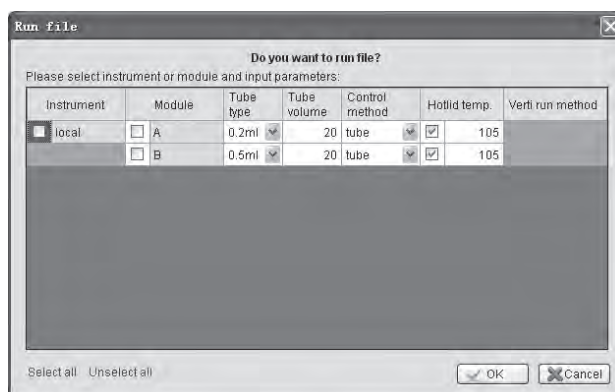 Run file
Do you want to run file?
Please select instrument or module and input parameters:
Instrument Module Tube type Tube volume Control method Hotlid temp. Verti run method
local A 0.2ml 20 tube 105
B 0.5ml 20 tube 105
Select all Unselect all OK Cancel